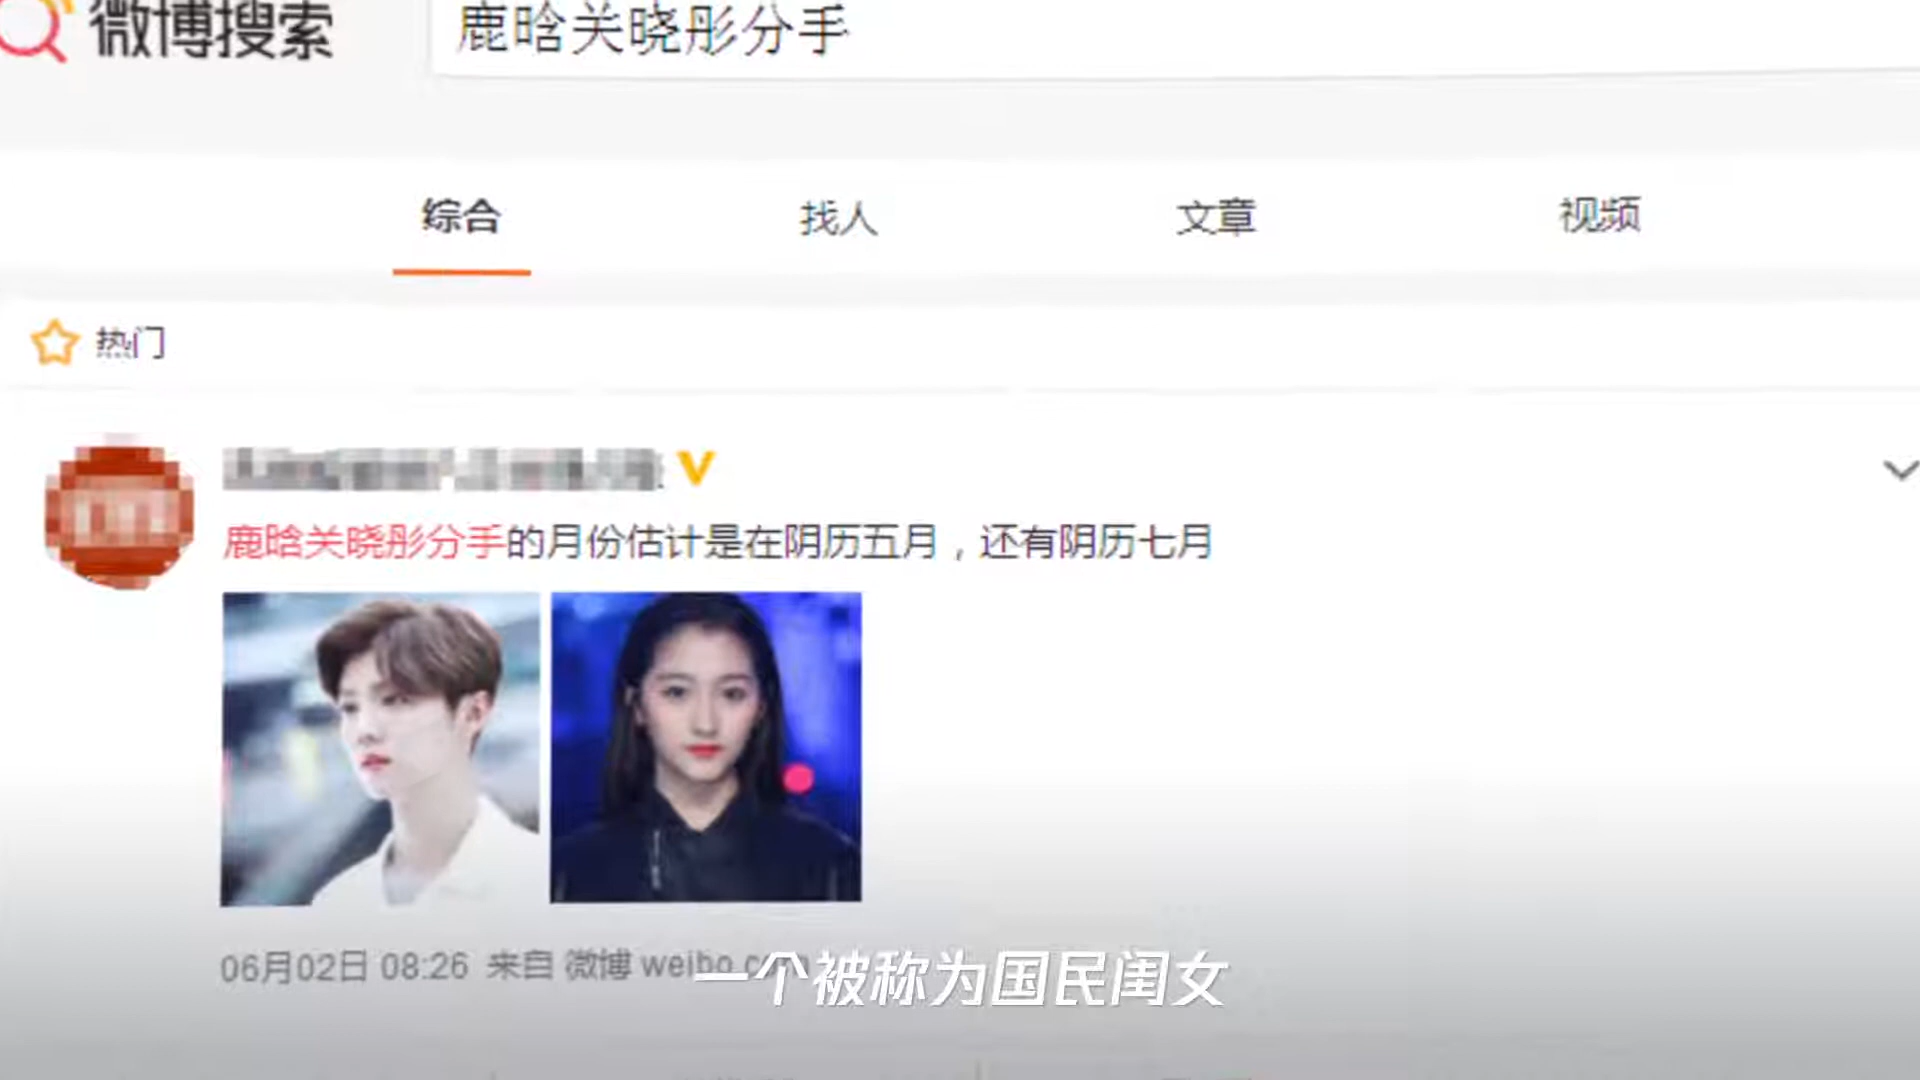 微博搜索 鹿晗关晓彤分手
综合 找人 文章 视频
热门
鹿晗关晓彤分手的月份估计是在阴历五月，还有阴历七月
06月02日 08:26 来自 微博 weibo.com
一个被称为国民闺女